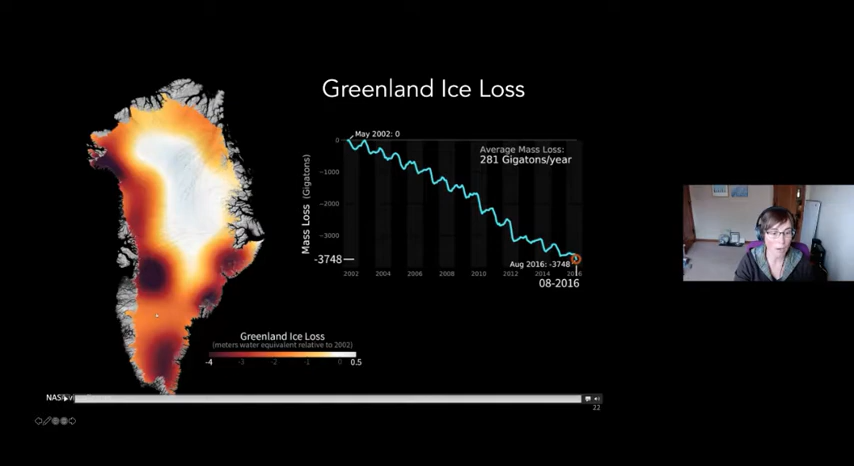 Greenland Ice Loss
May 2002: 0
Average Mass Loss:
281 Gigatons/year
Mass Loss (Gigatons)
0
-1000
-2000
-3000
-3748
Aug 2016: -3748
2002 2004 2006 2008 2010 2012 2014 2016
08-2016
Greenland Ice Loss
(meters water equivalent relative to 2002)
-4 -3 -2 -1 0 0.5
22